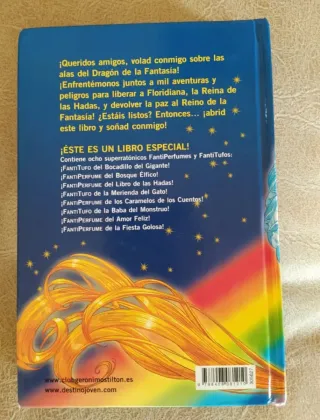 ¡Queridos amigos, volad conmigo sobre las
alas del Dragón de la Fantasía!
¡Enfrentémonos juntos a mil aventuras y
peligros para liberar a Floridiana, la Reina de
las Hadas, y devolver la paz al Reino de la
Fantasía! ¿Estáis listos? Entonces... ¡abrid
este libro y soñad conmigo!
¡ÉSTE ES UN LIBRO ESPECIAL!
Contiene ocho superratónicos FantiPerfumes y FantiTufos:
¡FANTITUFO del Bocadillo del Gigante!
¡FANTIPERFUME del Bosque Élfico!
¡FANTIPERFUME del Libro de las Hadas!
¡FANTITUFO de la Merienda del Gato!
¡FANTIPERFUME de los Caramelos de los Cuentos!
¡FANTITUFO de la Baba del Monstruo!
¡FANTIPERFUME del Amor Feliz!
¡FANTIPERFUME de la Fiesta Golosa!
www.clubgeronimostilton.es
www.destinojoven.com